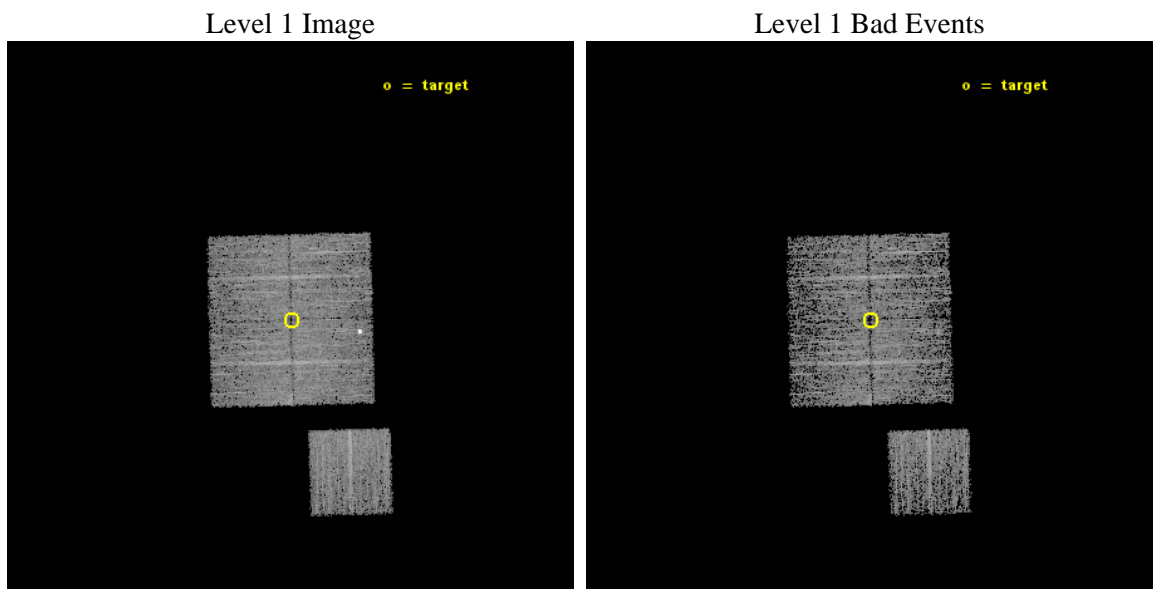 Level 1 Image
Level 1 Bad Events
o = target
o = target